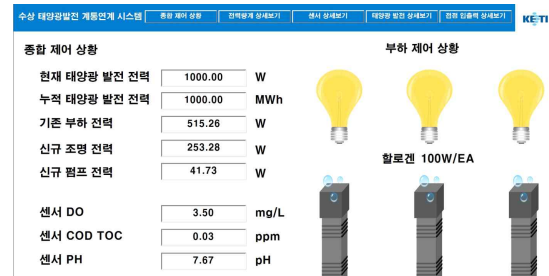 수상 태양광발전 계통연계 시스템 종합 제어 상황 전력량계 상세보기 센서 상세보기 태양광 발전 상세보기 접점 입출력 상세보기 KETI
종합 제어 상황 부하 제어 상황
현재 태양광 발전 전력 1000.00 W
누적 태양광 발전 전력 1000.00 MWh
기존 부하 전력 515.26 W
신규 조명 전력 253.28 W
할로겐 100W/EA
신규 펌프 전력 41.73 W
센서 DO 3.50 mg/L
센서 COD TOC 0.03 ppm
센서 PH 7.67 pH